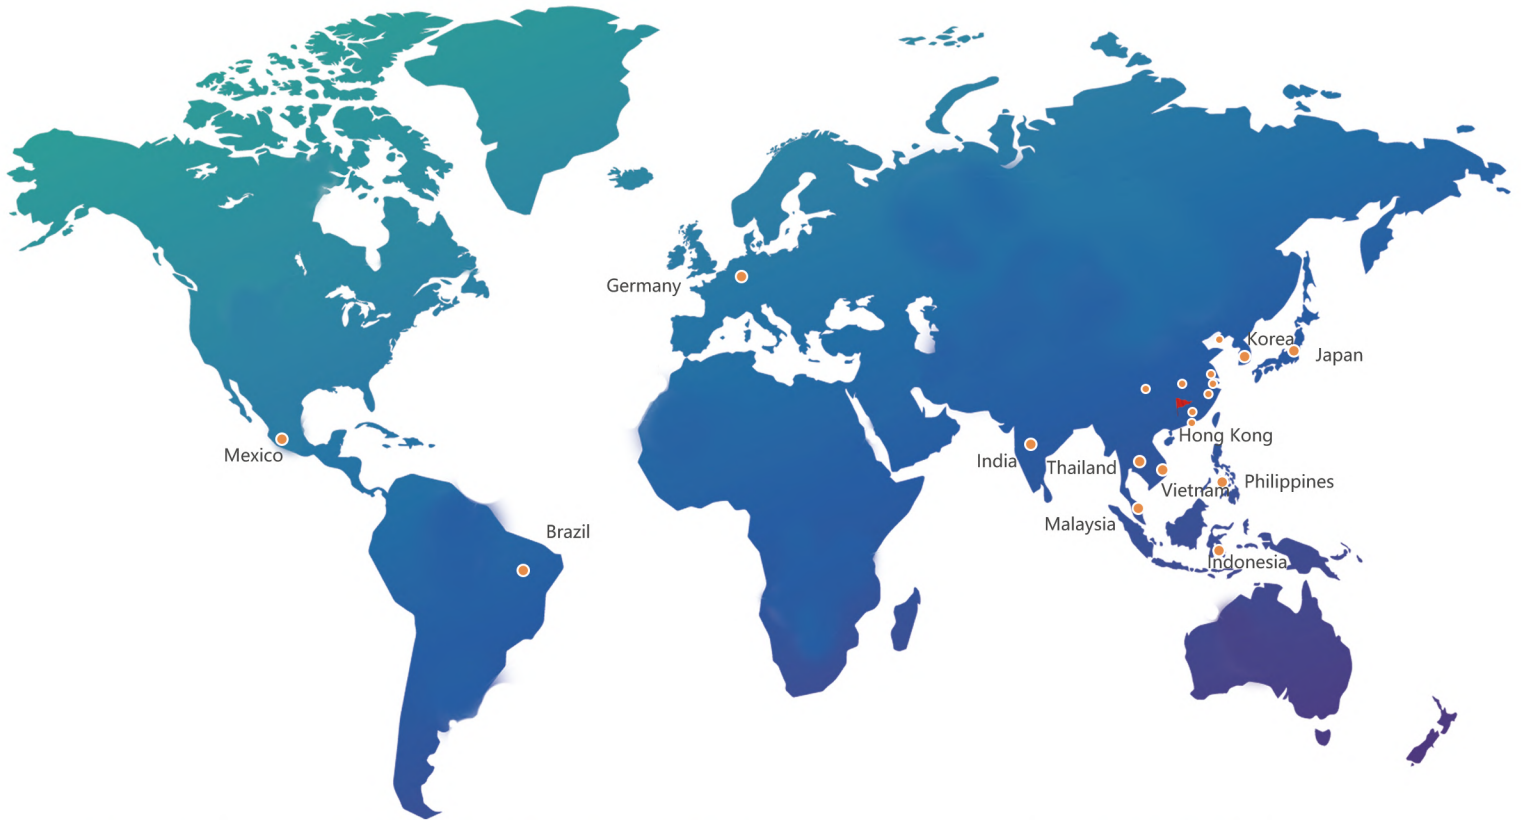 Germany
Korea
Japan
Hong Kong
Mexico
India
Thailand
Vietnam
Philippines
Malaysia
Brazil
Indonesia